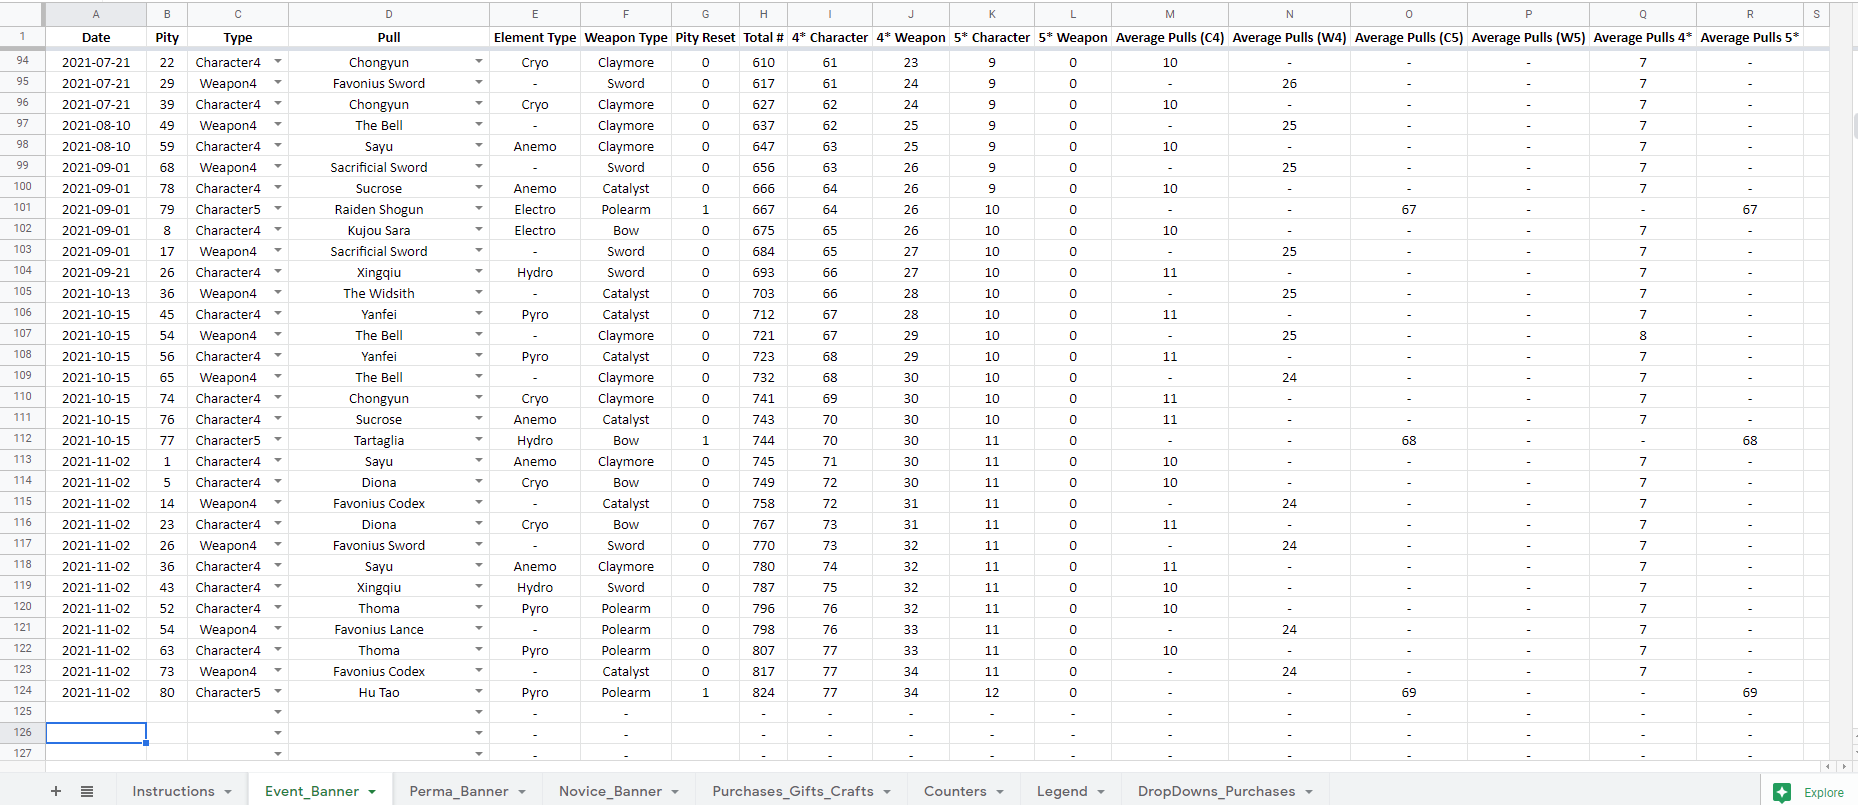 A B C D E F G H I J K L M N O P Q R S
1 Date Pity Type Pull Element Type Weapon Type Pity Reset Total # 4* Character 4* Weapon 5* Character 5* Weapon Average Pulls (C4) Average Pulls (W4) Average Pulls (C5) Average Pulls (W5) Average Pulls 4* Average Pulls 5*
94 2021-07-21 22 Character4 Chongyun Cryo Claymore 0 610 61 23 9 0 10 - - - 7 -
95 2021-07-21 29 Weapon4 Favonius Sword - Sword 0 617 61 24 9 0 - 26 - - 7 -
96 2021-07-21 39 Character4 Chongyun Cryo Claymore 0 627 62 24 9 0 10 - - - 7 -
97 2021-08-10 49 Weapon4 The Bell - Claymore 0 637 62 25 9 0 - 25 - - 7 -
98 2021-08-10 59 Character4 Sayu Anemo Claymore 0 647 63 25 9 0 10 - - - 7 -
99 2021-09-01 68 Weapon4 Sacrificial Sword - Sword 0 656 63 26 9 0 - 25 - - 7 -
100 2021-09-01 78 Character4 Sucrose Anemo Catalyst 0 666 64 26 9 0 10 - - - 7 -
101 2021-09-01 79 Character5 Raiden Shogun Electro Polearm 1 667 64 26 10 0 - - 67 - - 67
102 2021-09-01 8 Character4 Kujou Sara Electro Bow 0 675 65 26 10 0 10 - - - 7 -
103 2021-09-01 17 Weapon4 Sacrificial Sword - Sword 0 684 65 27 10 0 - 25 - - 7 -
104 2021-09-21 26 Character4 Xingqiu Hydro Sword 0 693 66 27 10 0 11 - - - 7 -
105 2021-10-13 36 Weapon4 The Widsith - Catalyst 0 703 66 28 10 0 - 25 - - 7 -
106 2021-10-15 45 Character4 Yanfei Pyro Catalyst 0 712 67 28 10 0 11 - - - 7 -
107 2021-10-15 54 Weapon4 The Bell - Claymore 0 721 67 29 10 0 - 25 - - 8 -
108 2021-10-15 56 Character4 Yanfei Pyro Catalyst 0 723 68 29 10 0 11 - - - 7 -
109 2021-10-15 65 Weapon4 The Bell - Claymore 0 732 68 30 10 0 - 24 - - 7 -
110 2021-10-15 74 Character4 Chongyun Cryo Claymore 0 741 69 30 10 0 11 - - - 7 -
111 2021-10-15 76 Character4 Sucrose Anemo Catalyst 0 743 70 30 10 0 11 - - - 7 -
112 2021-10-15 77 Character5 Tartaglia Hydro Bow 1 744 70 30 11 0 - - 68 - - 68
113 2021-11-02 1 Character4 Sayu Anemo Claymore 0 745 71 30 11 0 10 - - - 7 -
114 2021-11-02 5 Character4 Diona Cryo Bow 0 749 72 30 11 0 10 - - - 7 -
115 2021-11-02 14 Weapon4 Favonius Codex - Catalyst 0 758 72 31 11 0 - 24 - - 7 -
116 2021-11-02 23 Character4 Diona Cryo Bow 0 767 73 31 11 0 11 - - - 7 -
117 2021-11-02 26 Weapon4 Favonius Sword - Sword 0 770 73 32 11 0 - 24 - - 7 -
118 2021-11-02 36 Character4 Sayu Anemo Claymore 0 780 74 32 11 0 11 - - - 7 -
119 2021-11-02 43 Character4 Xingqiu Hydro Sword 0 787 75 32 11 0 10 - - - 7 -
120 2021-11-02 52 Character4 Thoma Pyro Polearm 0 796 76 32 11 0 10 - - - 7 -
121 2021-11-02 54 Weapon4 Favonius Lance - Polearm 0 798 76 33 11 0 - 24 - - 7 -
122 2021-11-02 63 Character4 Thoma Pyro Polearm 0 807 77 33 11 0 10 - - - 7 -
123 2021-11-02 73 Weapon4 Favonius Codex - Catalyst 0 817 77 34 11 0 - 24 - - 7 -
124 2021-11-02 80 Character5 Hu Tao Pyro Polearm 1 824 77 34 12 0 - - 69 - - 69
125 - - - - - - - - - - - - -
126 - - - - - - - - - - - - -
127 - - - - - - - - - - - - -
Instructions Event_Banner Perma_Banner Novice_Banner Purchases_Gifts_Crafts Counters Legend DropDowns_Purchases Explore